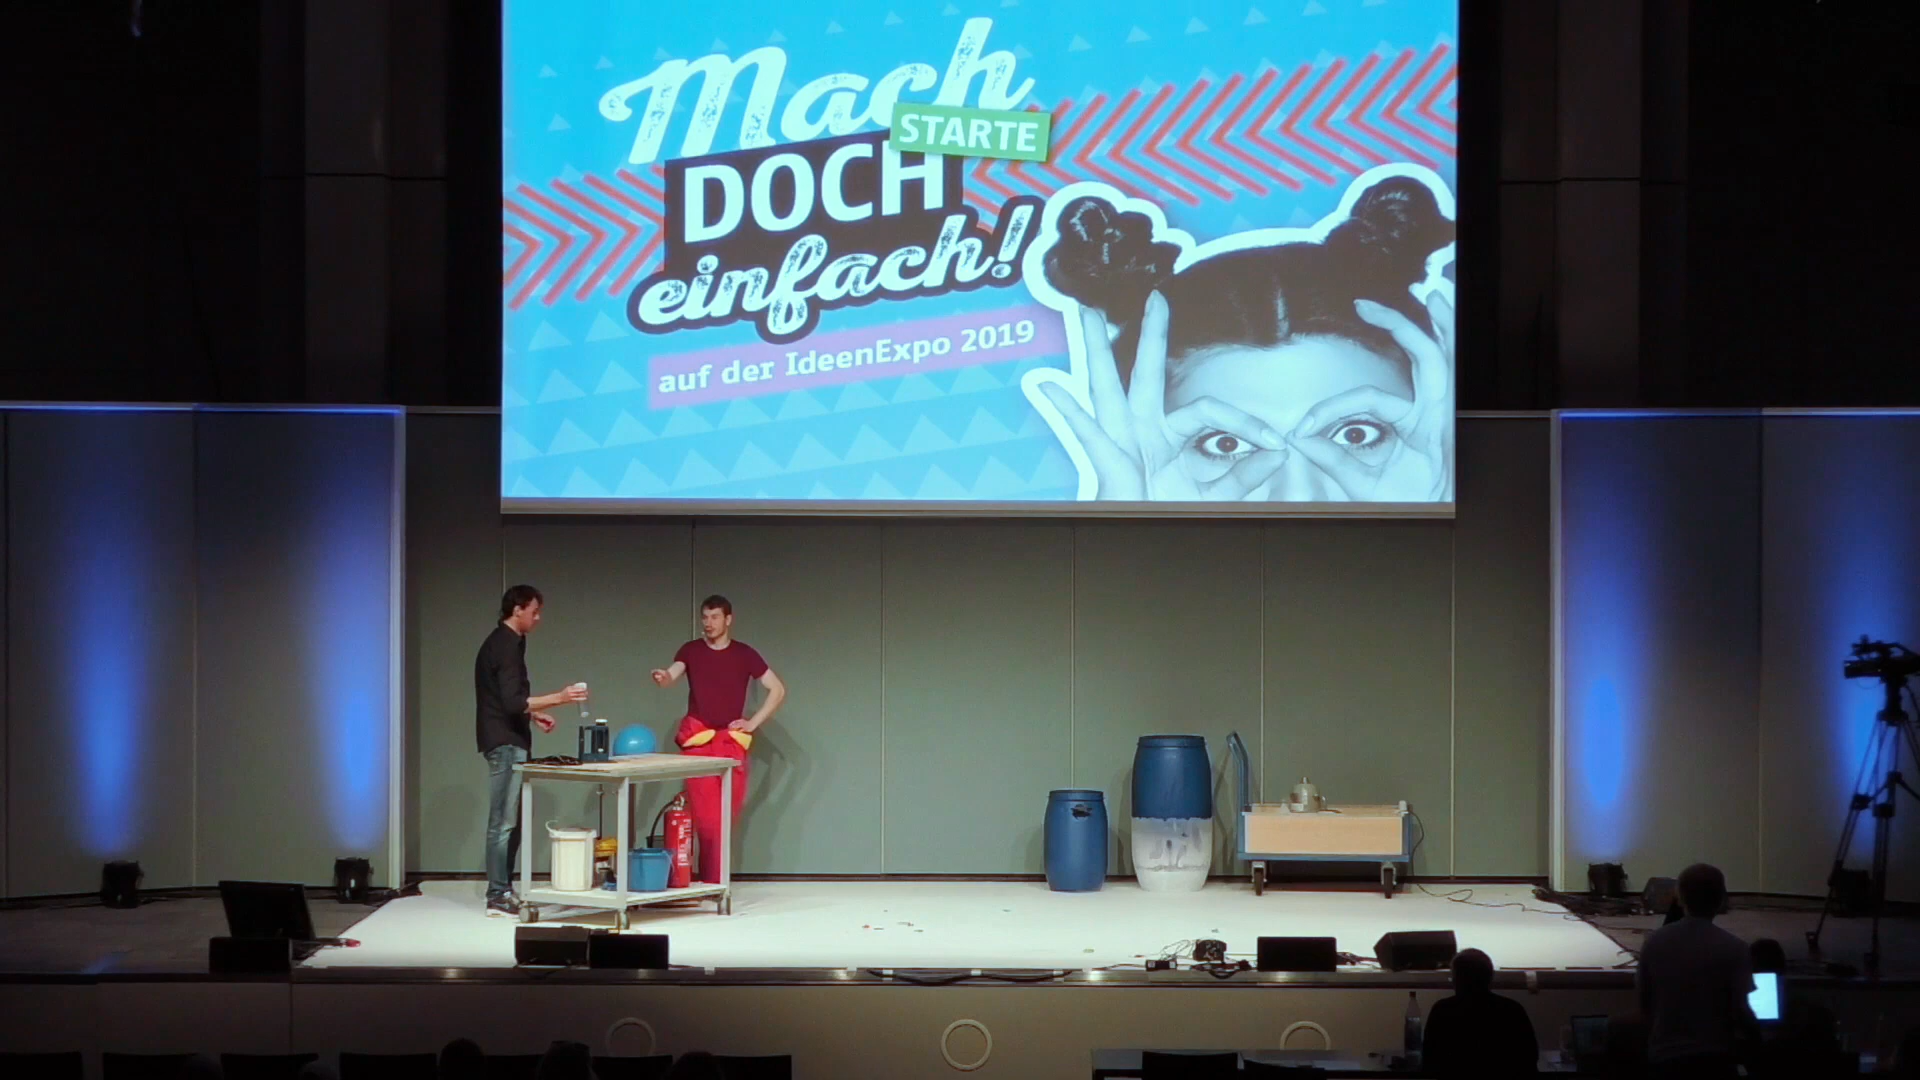 Mach
STARTE
DOCH
einfach!
auf der IdeenExpo 2019